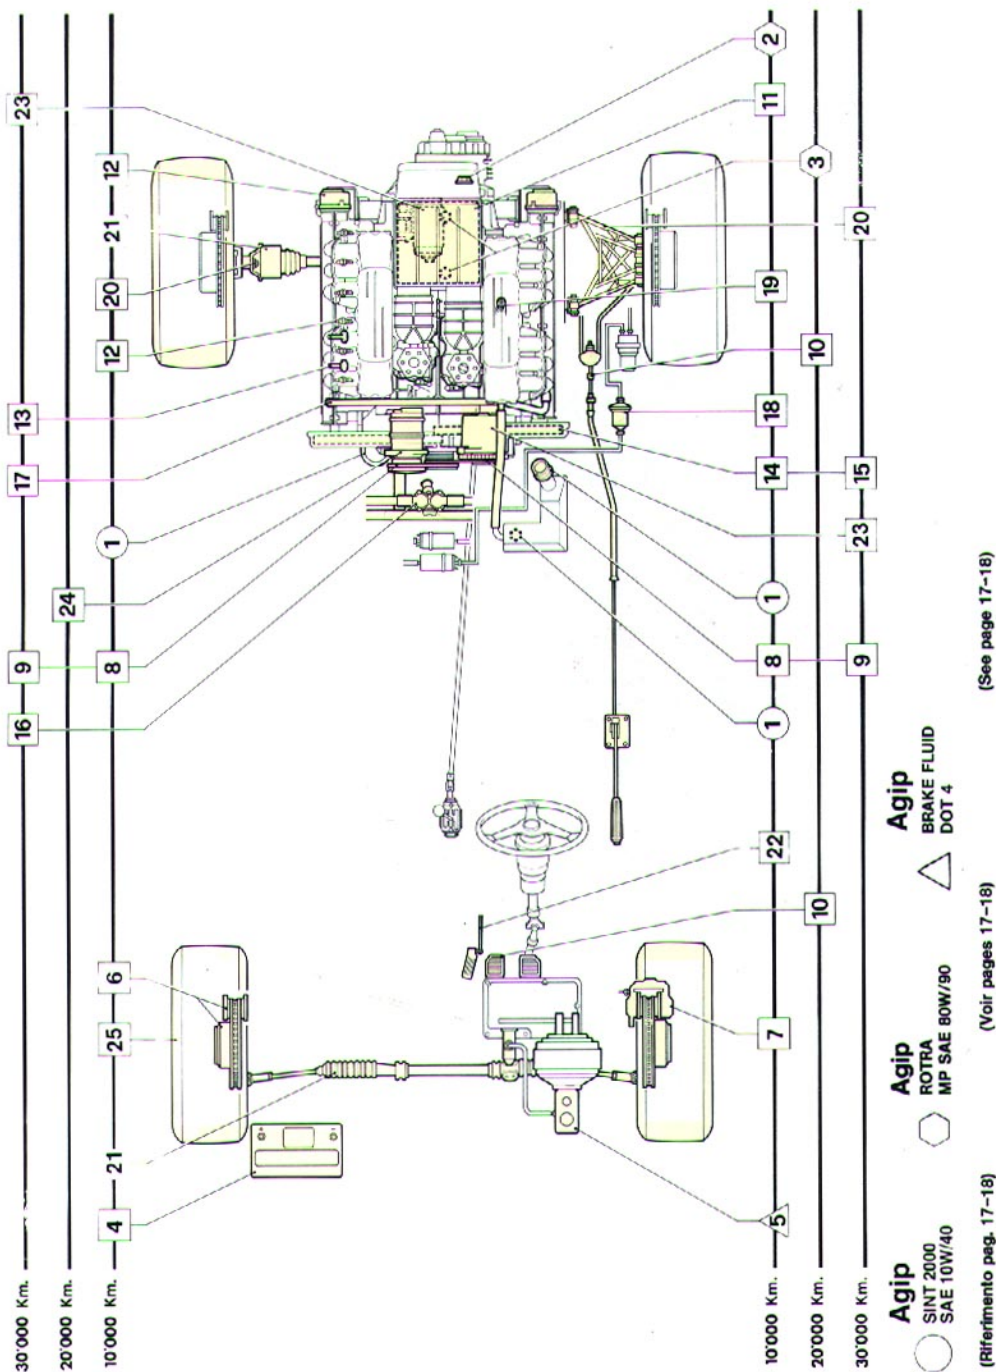 30'000 Km. 16 9 17 13 23
20'000 Km. 24
10'000 Km. 4 21 25 6 8 1 12 20 21 12
10'000 Km. 5 7 22 1 8 1 14 18 19 11 2
20'000 Km. 10 10 3
30'000 Km. 9 23 15 20
Agip Agip Agip
SINT 2000 ROTRA BRAKE FLUID
SAE 10W/40 MP SAE 80W/90 DOT 4
(Riferimento pag. 17-18) (Voir pages 17-18) (See page 17-18)